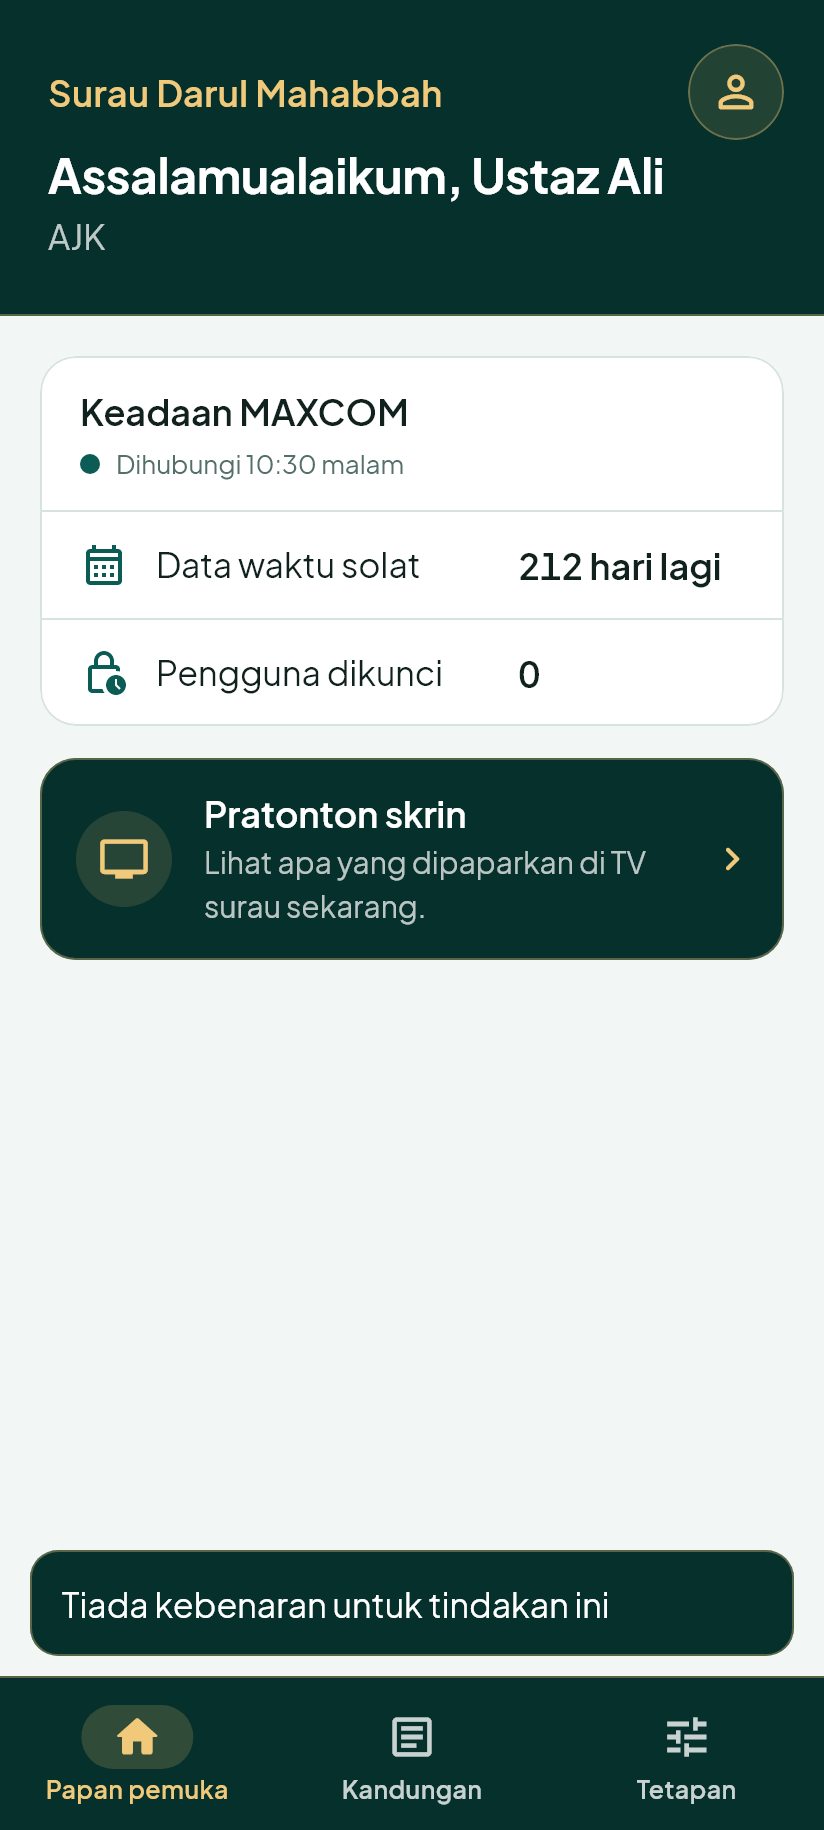 Surau Darul Mahabbah
Assalamualaikum, Ustaz Ali
AJK
Keadaan MAXCOM
Dihubungi 10:30 malam
Data waktu solat 212 hari lagi
Pengguna dikunci 0
Pratonton skrin
Lihat apa yang dipaparkan di TV
surau sekarang.
Tiada kebenaran untuk tindakan ini
Papan pemuka Kandungan Tetapan